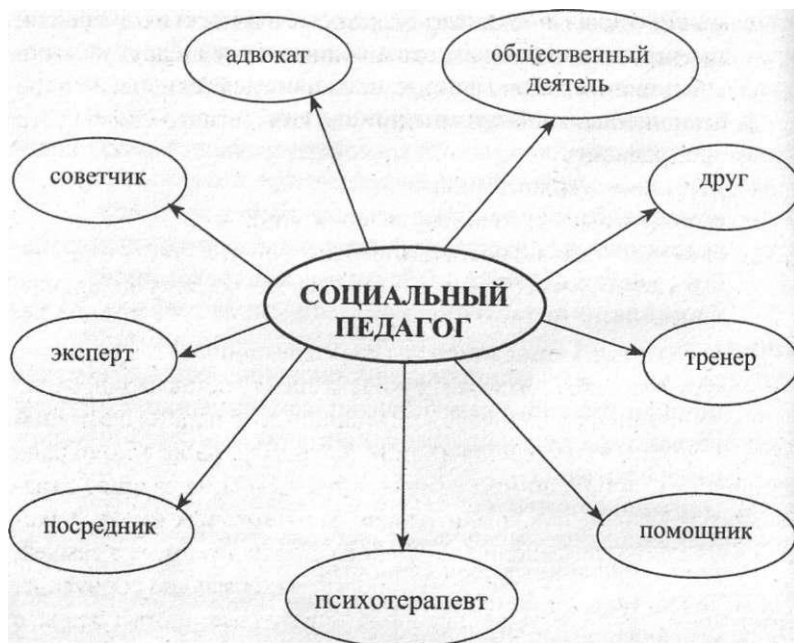 адвокат
общественный
деятель
советчик
друг
СОЦИАЛЬНЫЙ
ПЕДАГОГ
эксперт
тренер
посредник
помощник
психотерапевт